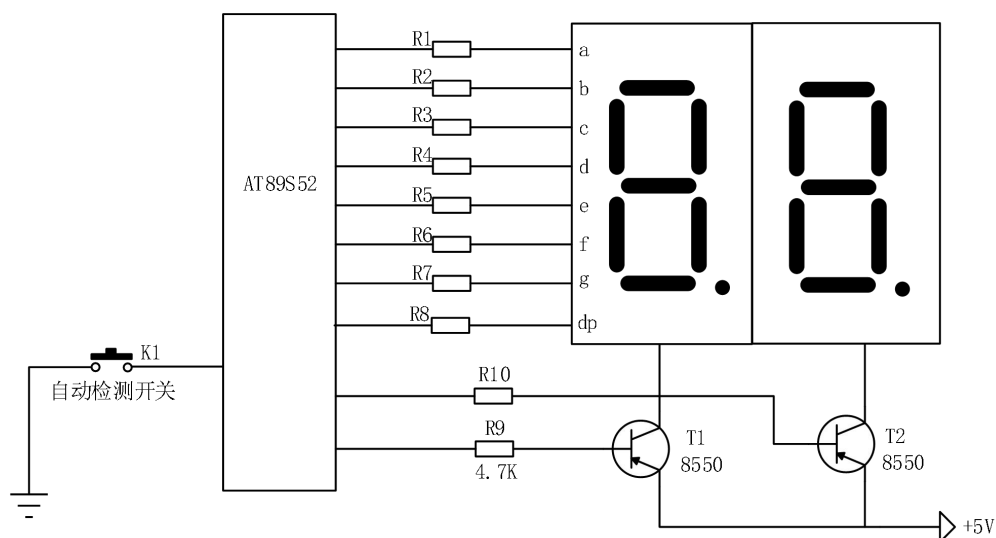 R1
a
R2
b
R3
c
R4
d
AT89S52
R5
e
R6
f
R7
g
R8
dp
K1
自动检测开关
R10
R9
4.7K
T1
8550
T2
8550
+5V